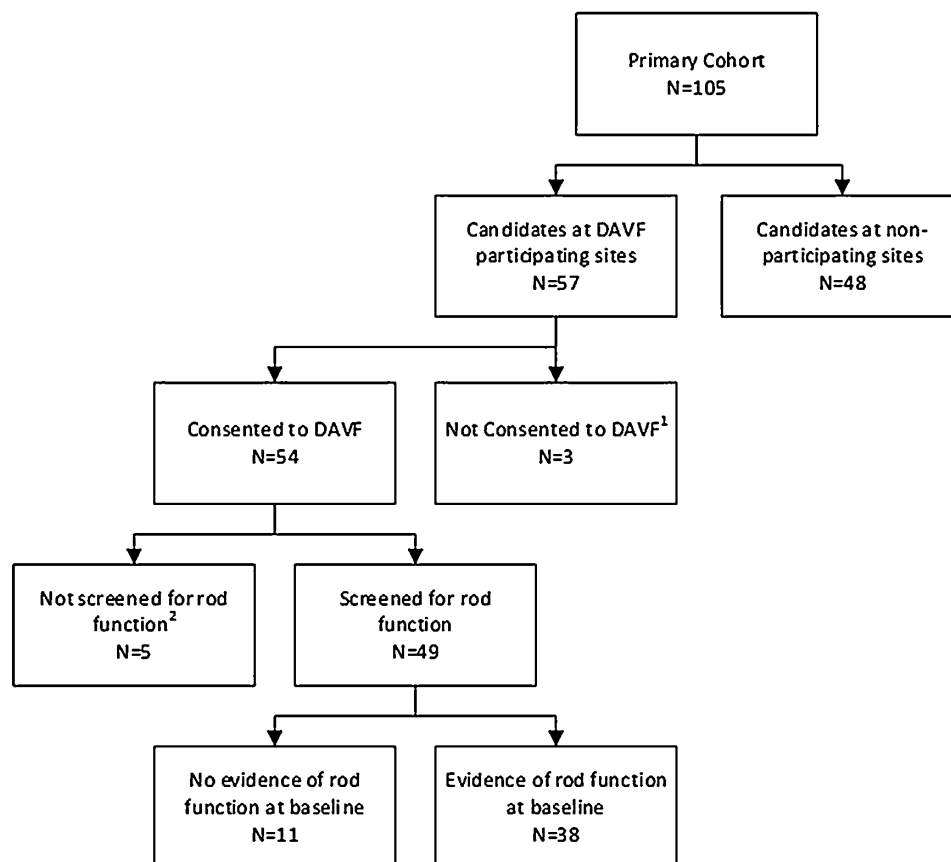 Primary Cohort
N=105
Candidates at DAVF
participating sites
N=57
Candidates at non-
participating sites
N=48
Consented to DAVF
N=54
Not Consented to DAVF¹
N=3
Not screened for rod
function²
N=5
Screened for rod
function
N=49
No evidence of rod
function at baseline
N=11
Evidence of rod function
at baseline
N=38